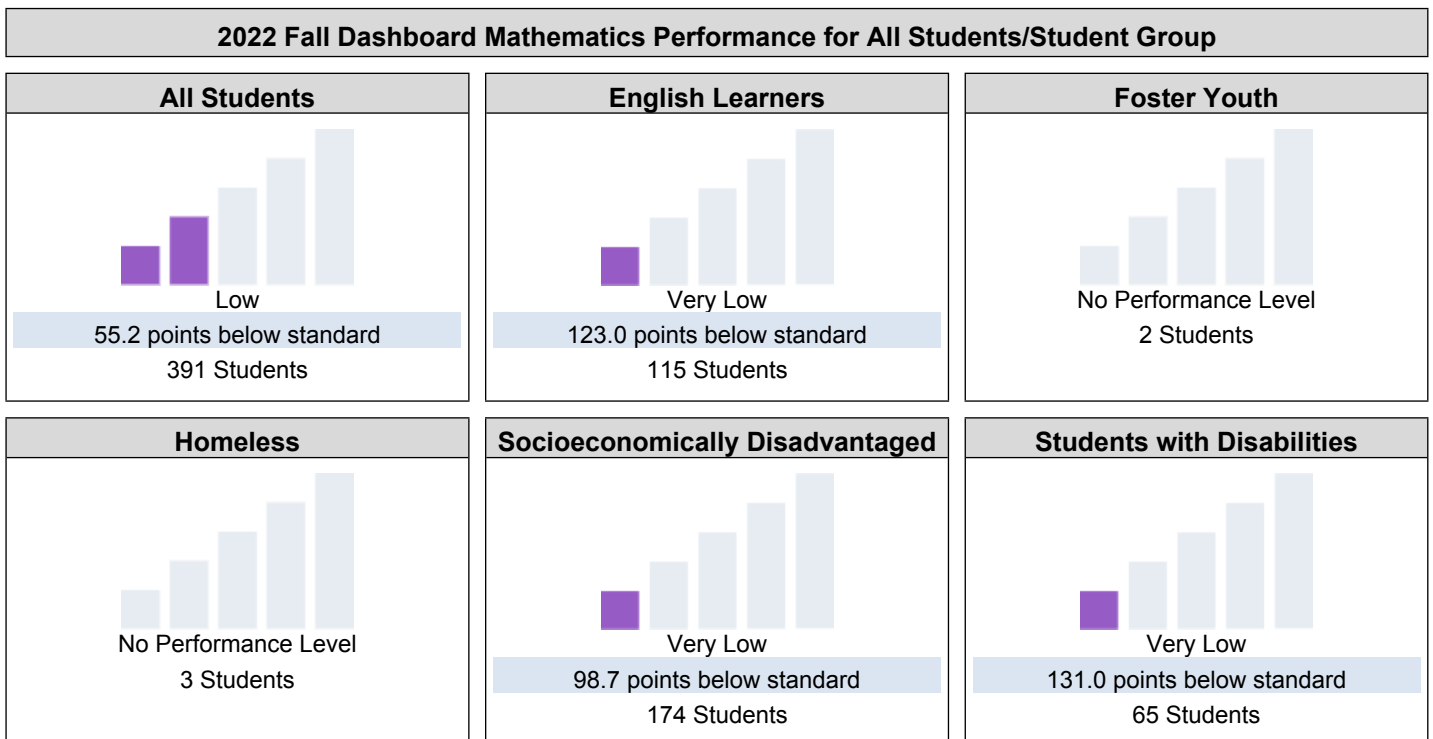 2022 Fall Dashboard Mathematics Performance for All Students/Student Group
All Students
Low
55.2 points below standard
391 Students
English Learners
Very Low
123.0 points below standard
115 Students
Foster Youth
No Performance Level
2 Students
Homeless
No Performance Level
3 Students
Socioeconomically Disadvantaged
Very Low
98.7 points below standard
174 Students
Students with Disabilities
Very Low
131.0 points below standard
65 Students